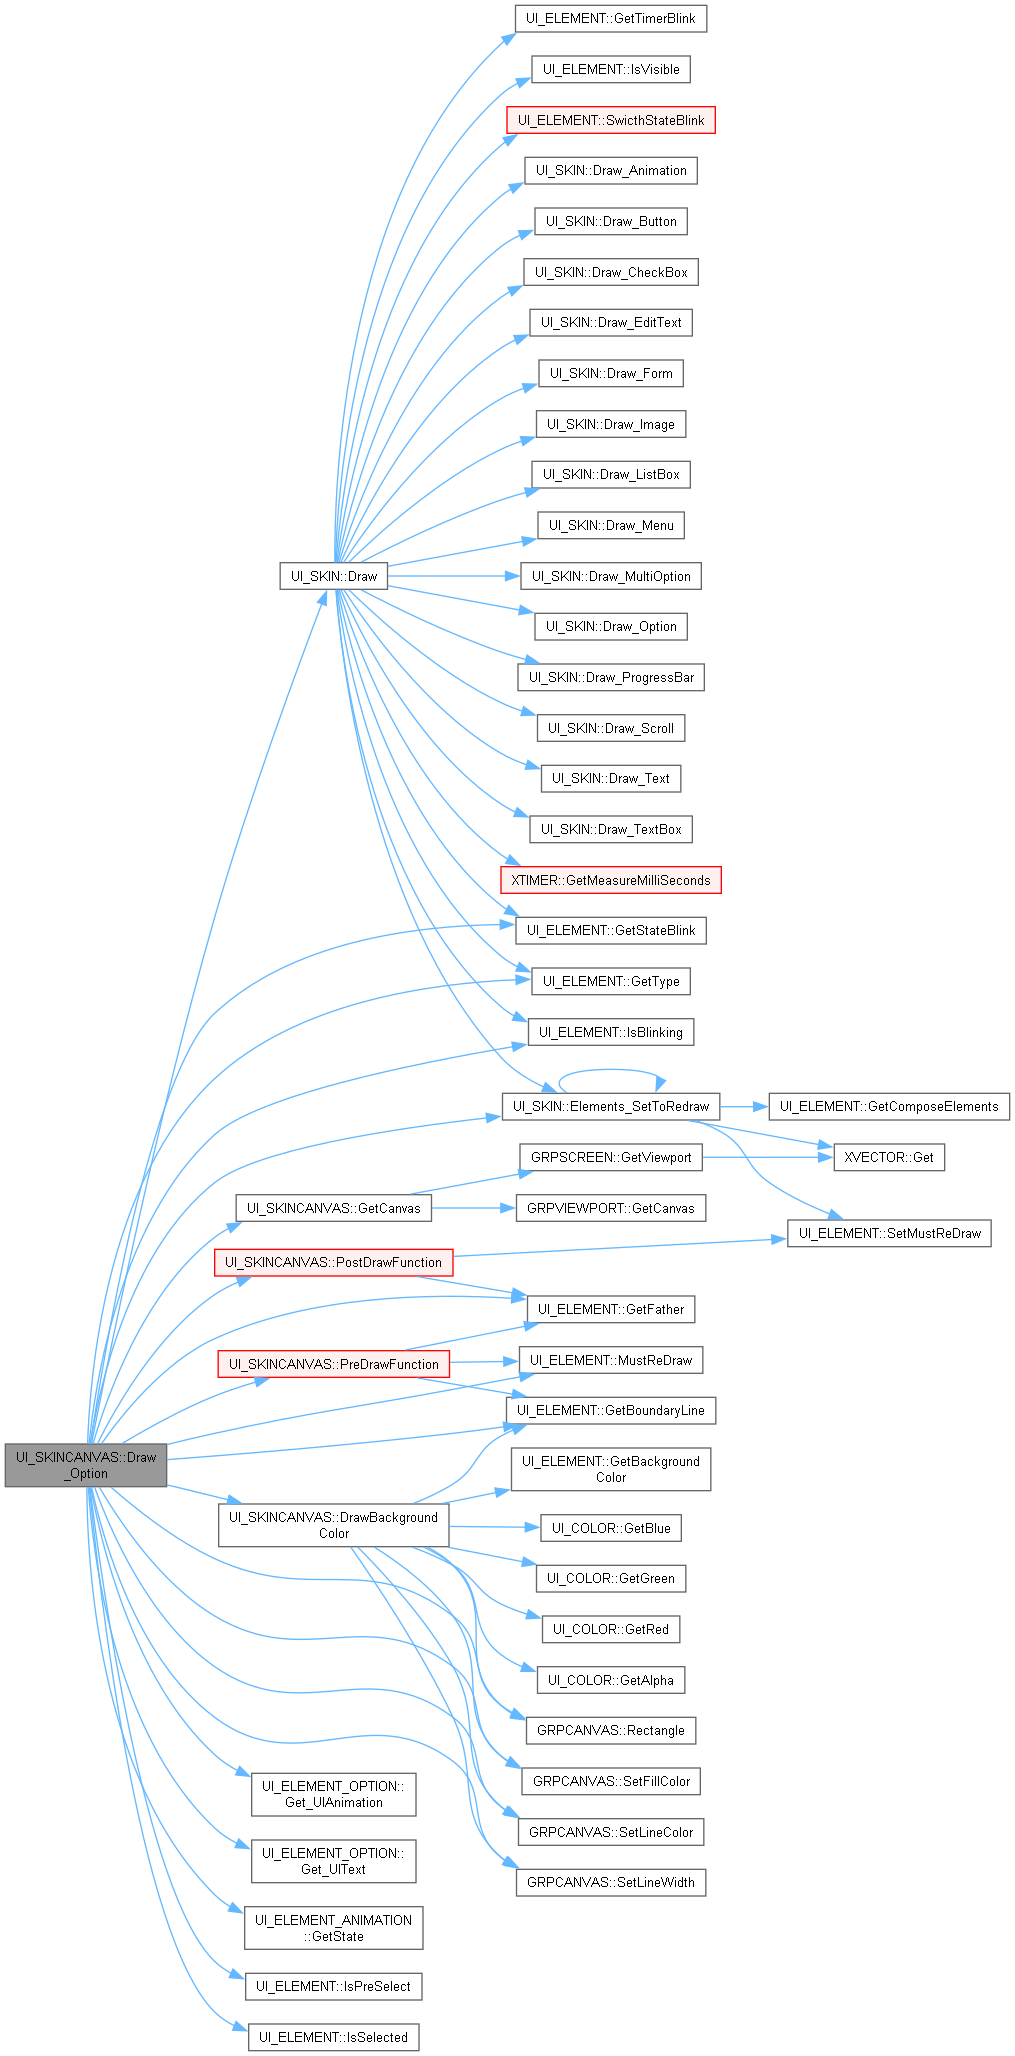 UI_ELEMENT::GetTimerBlink
UI_ELEMENT::IsVisible
UI_ELEMENT::SwicthStateBlink
UI_SKIN::Draw_Animation
UI_SKIN::Draw_Button
UI_SKIN::Draw_CheckBox
UI_SKIN::Draw_EditText
UI_SKIN::Draw_Form
UI_SKIN::Draw_Image
UI_SKIN::Draw_ListBox
UI_SKIN::Draw_Menu
UI_SKIN::Draw
UI_SKIN::Draw_MultiOption
UI_SKIN::Draw_Option
UI_SKIN::Draw_ProgressBar
UI_SKIN::Draw_Scroll
UI_SKIN::Draw_Text
UI_SKIN::Draw_TextBox
XTIMER::GetMeasureMilliSeconds
UI_ELEMENT::GetStateBlink
UI_ELEMENT::GetType
UI_ELEMENT::IsBlinking
UI_SKIN::Elements_SetToRedraw
UI_ELEMENT::GetComposeElements
GRPSCREEN::GetViewport
XVECTOR::Get
UI_SKINCANVAS::GetCanvas
GRPVIEWPORT::GetCanvas
UI_ELEMENT::SetMustReDraw
UI_SKINCANVAS::PostDrawFunction
UI_ELEMENT::GetFather
UI_SKINCANVAS::PreDrawFunction
UI_ELEMENT::MustReDraw
UI_ELEMENT::GetBoundaryLine
UI_SKINCANVAS::Draw
_Option
UI_ELEMENT::GetBackground
Color
UI_SKINCANVAS::DrawBackground
Color
UI_COLOR::GetBlue
UI_COLOR::GetGreen
UI_COLOR::GetRed
UI_COLOR::GetAlpha
GRPCANVAS::Rectangle
GRPCANVAS::SetFillColor
UI_ELEMENT_OPTION::
Get_UIAnimation
GRPCANVAS::SetLineColor
UI_ELEMENT_OPTION::
Get_UIText
GRPCANVAS::SetLineWidth
UI_ELEMENT_ANIMATION
::GetState
UI_ELEMENT::IsPreSelect
UI_ELEMENT::IsSelected